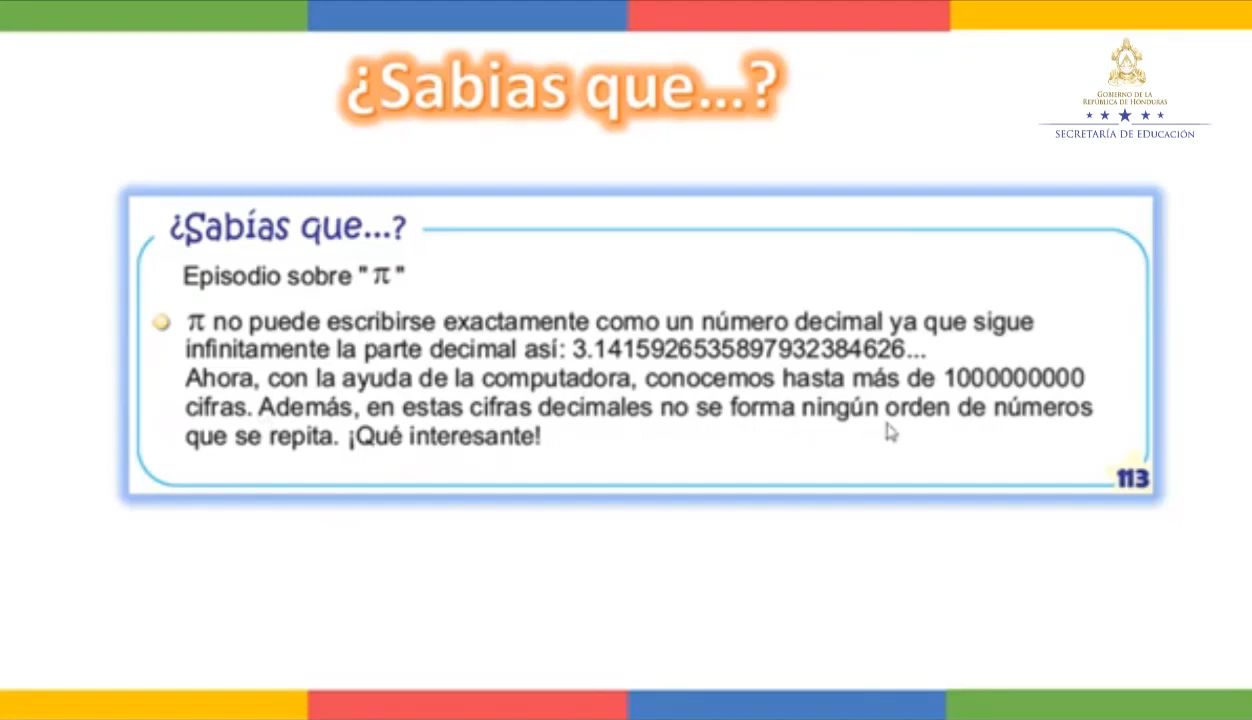 ¿Sabias que...?
GOBIERNO DE LA
REPÚBLICA DE HONDURAS
SECRETARÍA DE EDUCACIÓN
¿Sabías que...?
Episodio sobre " π "
π no puede escribirse exactamente como un número decimal ya que sigue
infinitamente la parte decimal así: 3.1415926535897932384626...
Ahora, con la ayuda de la computadora, conocemos hasta más de 1000000000
cifras. Además, en estas cifras decimales no se forma ningún orden de números
que se repita. ¡Qué interesante!
113